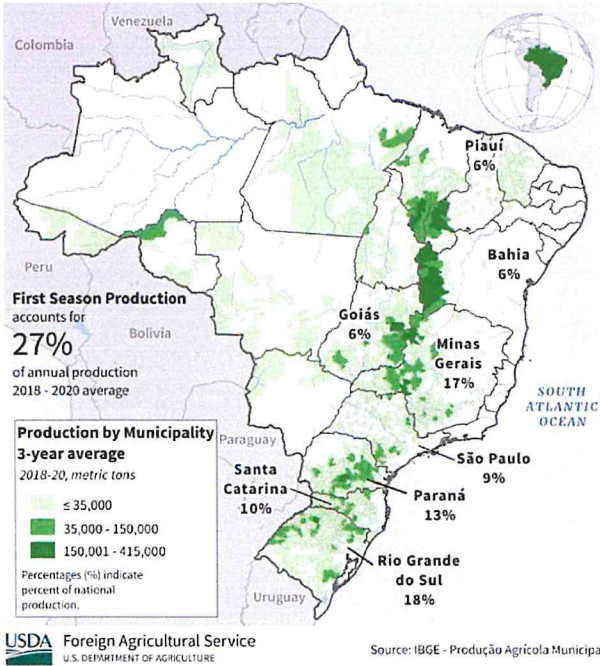 Venezuela
Colombia
Piauí
6%
Peru
Bahia
6%
First Season Production
accounts for
27%
of annual production
2018 - 2020 average
Bolivia
Goiás
6%
Minas
Gerais
17%
SOUTH
ATLANTIC
OCEAN
Production by Municipality
3-year average
2018-20, metric tons
≤ 35,000
35,000 - 150,000
150,001 - 415,000
Percentages (%) indicate
percent of national
production.
Paraguay
São Paulo
9%
Santa
Catarina
10%
Paraná
13%
Rio Grande
do Sul
18%
Uruguay
USDA Foreign Agricultural Service
U.S. DEPARTMENT OF AGRICULTURE
Source: IBGE - Produção Agrícola Municipa